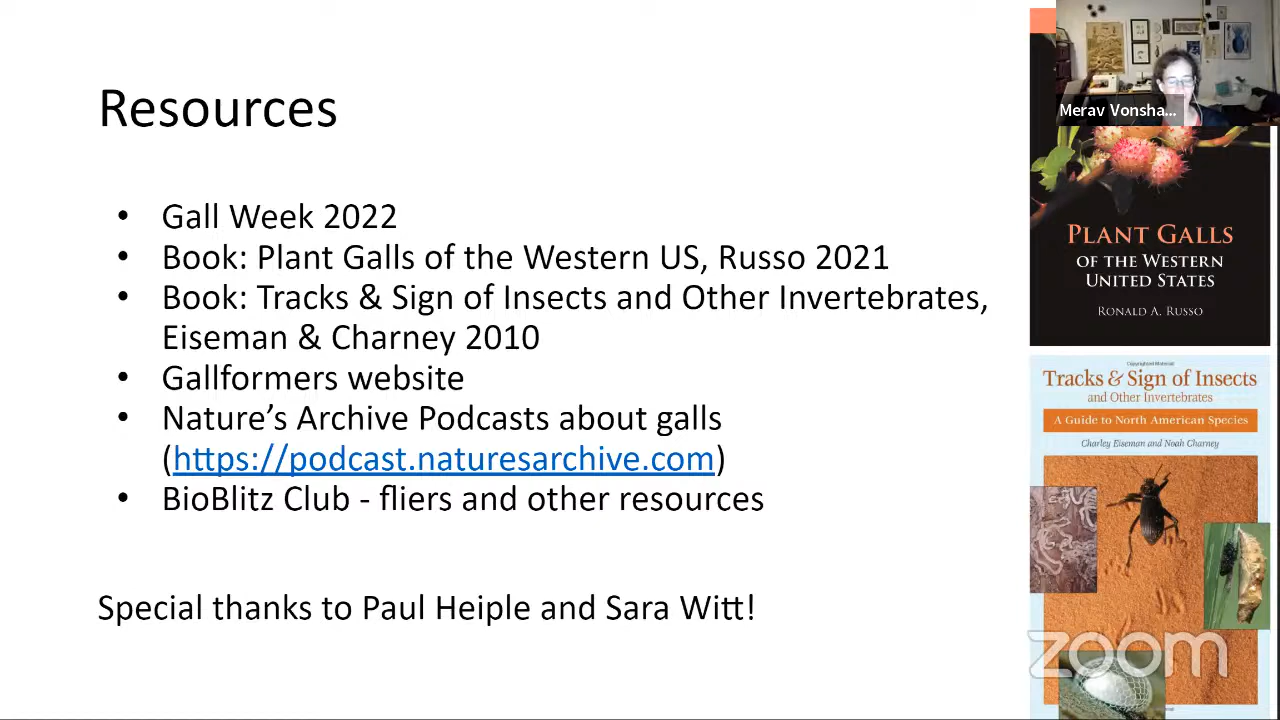 Resources
• Gall Week 2022
• Book: Plant Galls of the Western US, Russo 2021
• Book: Tracks & Sign of Insects and Other Invertebrates,
Eiseman & Charney 2010
• Gallformers website
• Nature’s Archive Podcasts about galls
(https://podcast.naturesarchive.com)
• BioBlitz Club - fliers and other resources
Special thanks to Paul Heiple and Sara Witt!
Merav Vonsha...
PLANT GALLS
OF THE WESTERN
UNITED STATES
RONALD A. RUSSO
Copyrighted Material
Tracks & Sign of Insects
and Other Invertebrates
A Guide to North American Species
Charley Eiseman and Noah Charney
zoom